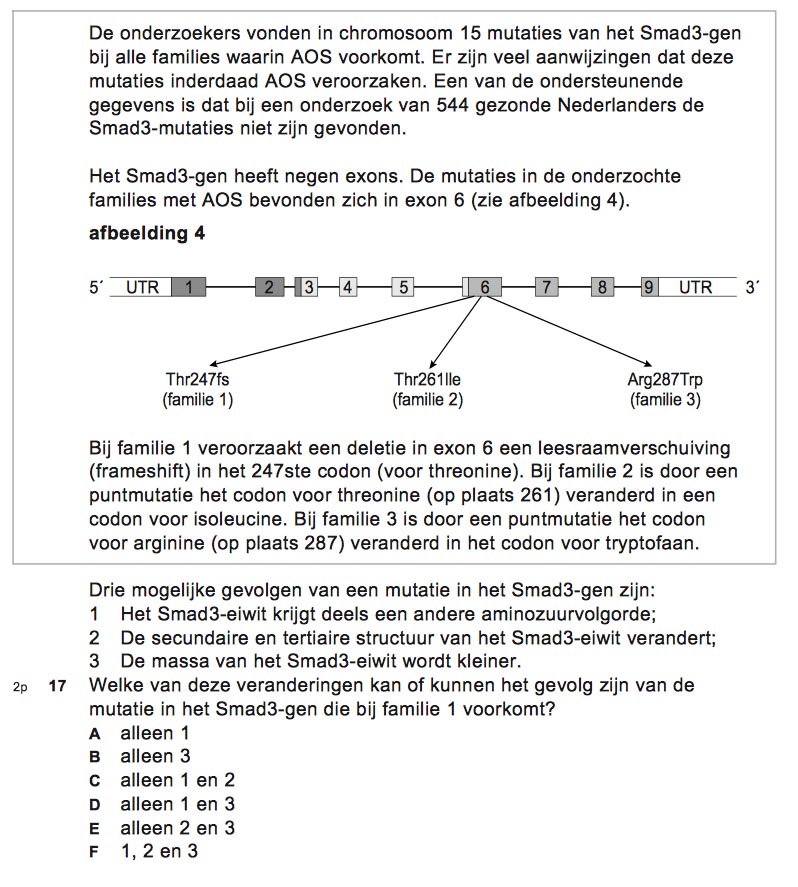 De onderzoekers vonden in chromosoom 15 mutaties van het Smad3-gen
bij alle families waarin AOS voorkomt. Er zijn veel aanwijzingen dat deze
mutaties inderdaad AOS veroorzaken. Een van de ondersteunende
gegevens is dat bij een onderzoek van 544 gezonde Nederlanders de
Smad3-mutaties niet zijn gevonden.
Het Smad3-gen heeft negen exons. De mutaties in de onderzochte
families met AOS bevonden zich in exon 6 (zie afbeelding 4).
afbeelding 4
5´ UTR 1 2 3 4 5 6 7 8 9 UTR 3´
Thr247fs Thr261Ile Arg287Trp
(familie 1) (familie 2) (familie 3)
Bij familie 1 veroorzaakt een deletie in exon 6 een leesraamverschuiving
(frameshift) in het 247ste codon (voor threonine). Bij familie 2 is door een
puntmutatie het codon voor threonine (op plaats 261) veranderd in een
codon voor isoleucine. Bij familie 3 is door een puntmutatie het codon
voor arginine (op plaats 287) veranderd in het codon voor tryptofaan.
Drie mogelijke gevolgen van een mutatie in het Smad3-gen zijn:
1 Het Smad3-eiwit krijgt deels een andere aminozuurvolgorde;
2 De secundaire en tertiaire structuur van het Smad3-eiwit verandert;
3 De massa van het Smad3-eiwit wordt kleiner.
2p 17 Welke van deze veranderingen kan of kunnen het gevolg zijn van de
mutatie in het Smad3-gen die bij familie 1 voorkomt?
A alleen 1
B alleen 3
C alleen 1 en 2
D alleen 1 en 3
E alleen 2 en 3
F 1, 2 en 3